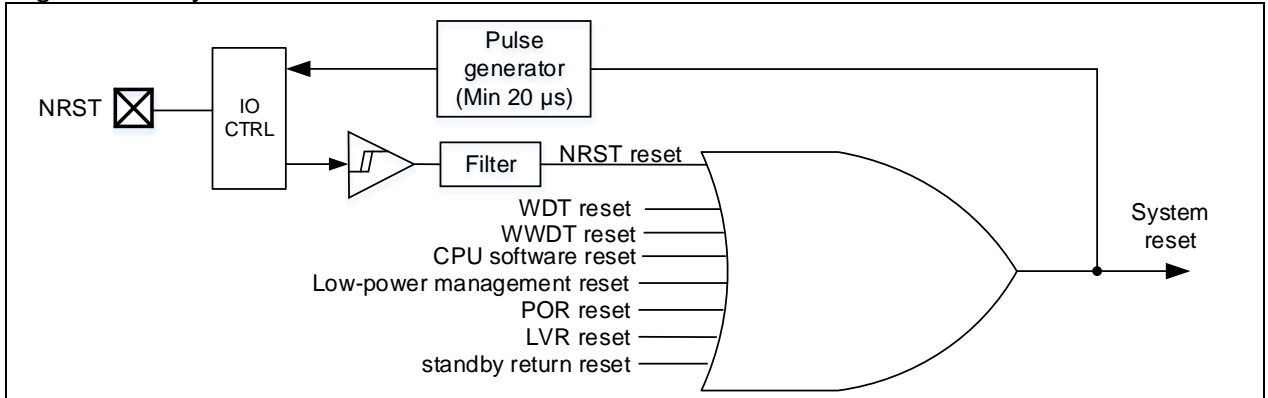 Pulse
generator
(Min 20 µs)
NRST
IO
CTRL
Filter
NRST reset
WDT reset
WWDT reset
CPU software reset
Low-power management reset
POR reset
LVR reset
standby return reset
System
reset